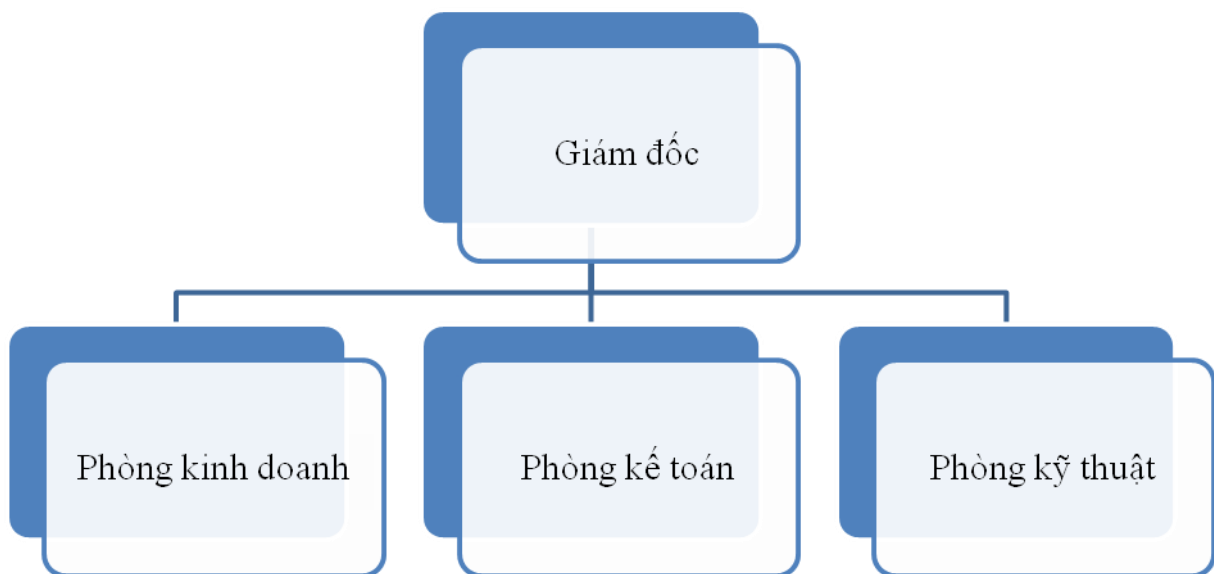 Giám đốc
Phòng kinh doanh
Phòng kế toán
Phòng kỹ thuật